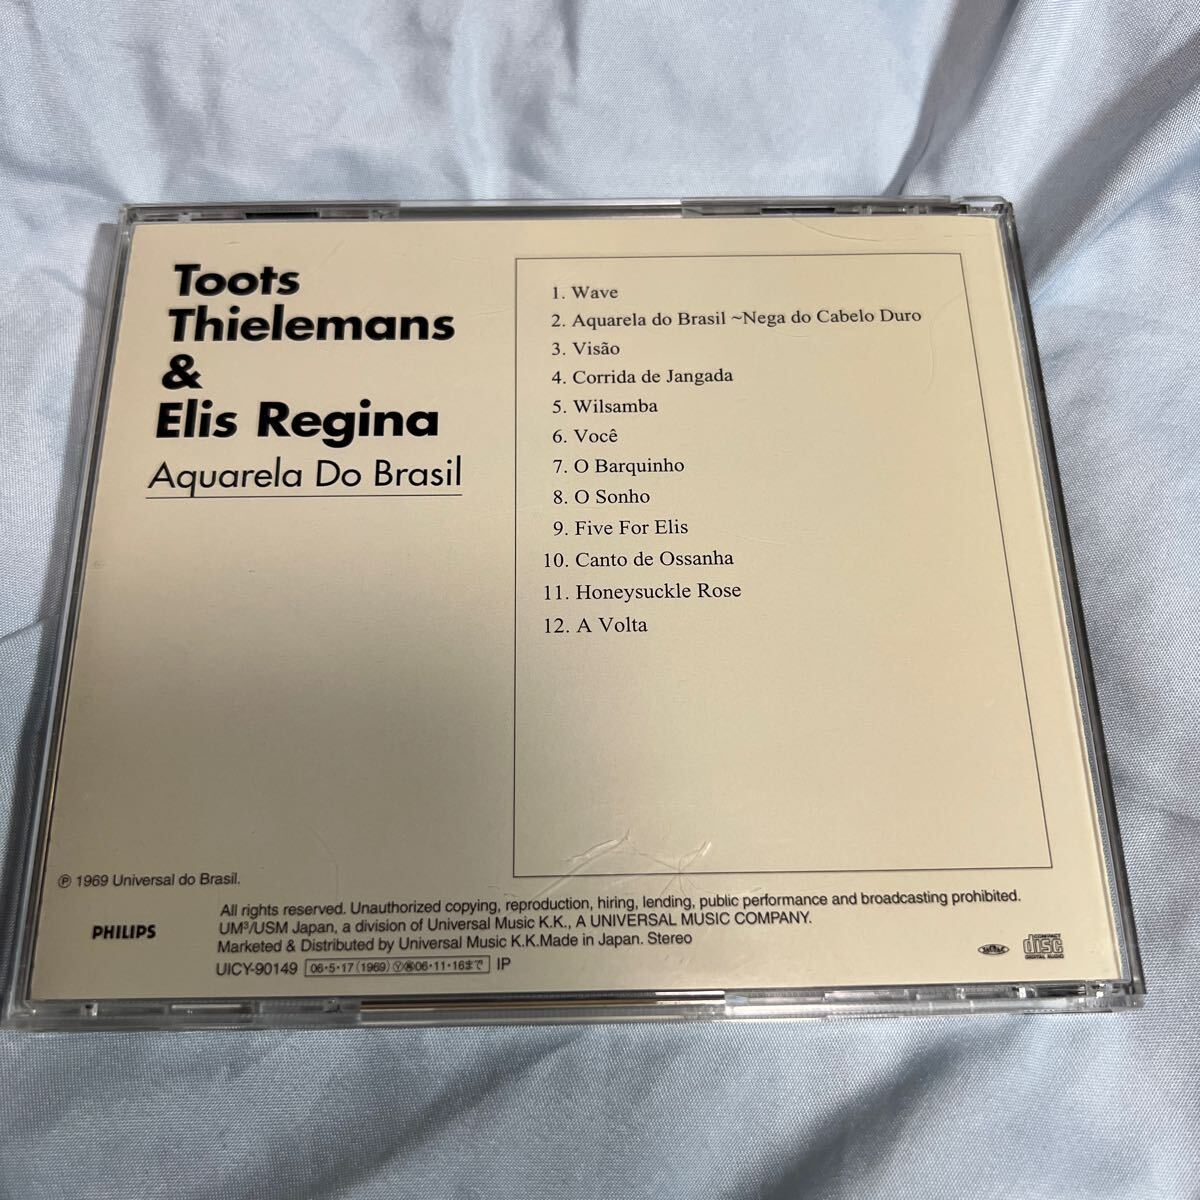 Toots
Thielemans
&
Elis Regina
Aquarela Do Brasil
1. Wave
2. Aquarela do Brasil ~Nega do Cabelo Duro
3. Visão
4. Corrida de Jangada
5. Wilsamba
6. Você
7. O Barquinho
8. O Sonho
9. Five For Elis
10. Canto de Ossanha
11. Honeysuckle Rose
12. A Volta
℗ 1969 Universal do Brasil.
All rights reserved. Unauthorized copying, reproduction, hiring, lending, public performance and broadcasting prohibited.
UM³/USM Japan, a division of Universal Music K.K., A UNIVERSAL MUSIC COMPANY.
Marketed & Distributed by Universal Music K.K.Made in Japan. Stereo
PHILIPS
UICY-90149 06・5・17 (1969) Ⓨ 06・11・16まで IP
COMPACT
disc
DIGITAL AUDIO